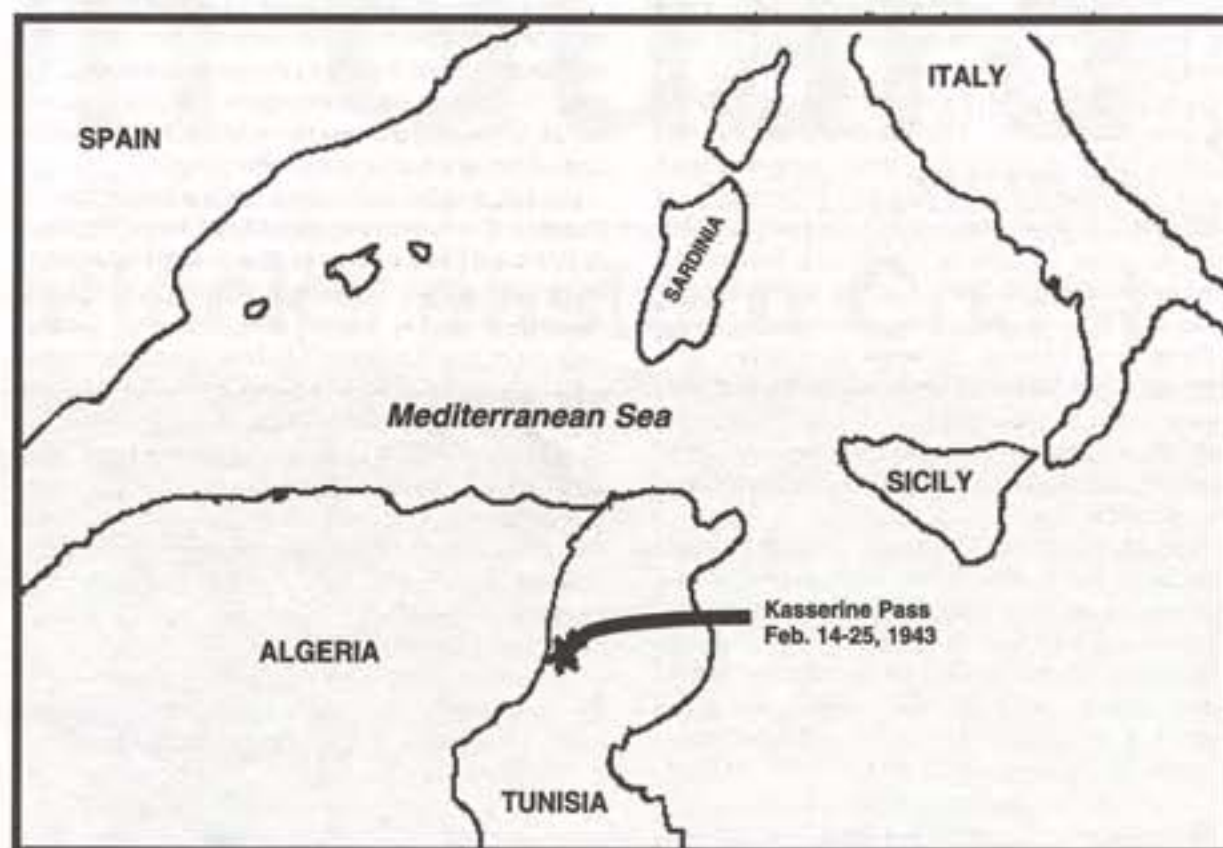 SPAIN
ITALY
SARDINIA
Mediterranean Sea
SICILY
Kasserine Pass
Feb. 14-25, 1943
ALGERIA
TUNISIA